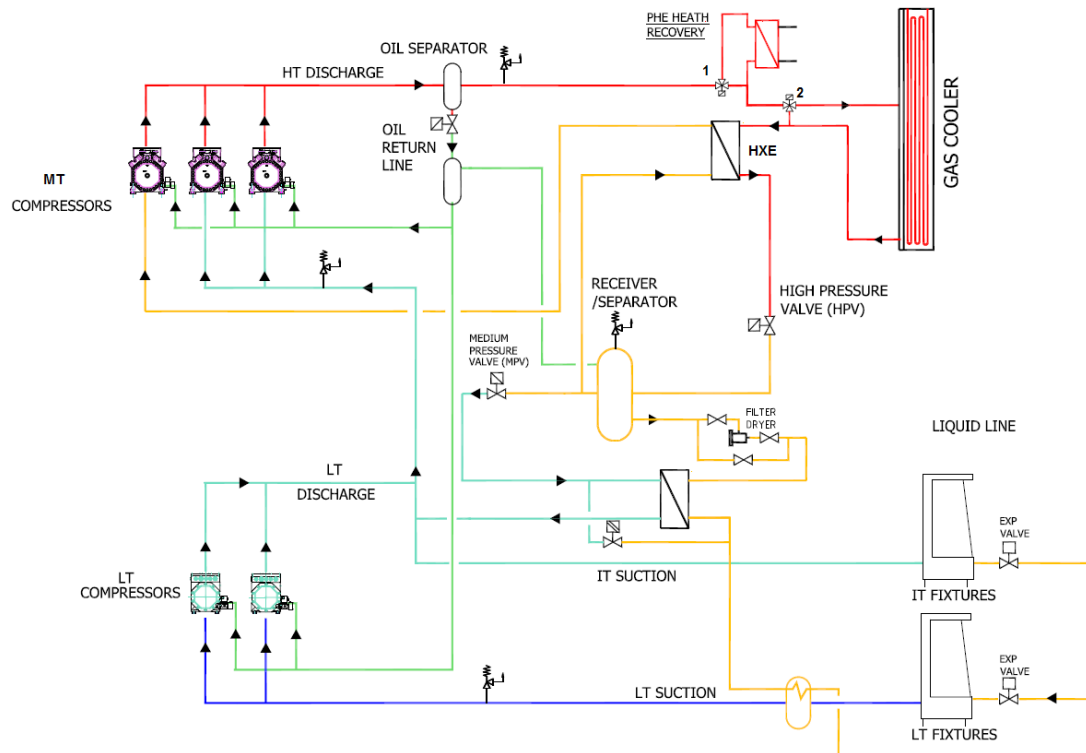 PHE HEATH
RECOVERY
OIL SEPARATOR
HT DISCHARGE
1
2
OIL
RETURN
LINE
HXE
GAS COOLER
MT
COMPRESSORS
RECEIVER
/SEPARATOR
HIGH PRESSURE
VALVE (HPV)
MEDIUM
PRESSURE
VALVE (MPV)
FILTER
DRYER
LIQUID LINE
LT
DISCHARGE
EXP
VALVE
LT
COMPRESSORS
IT SUCTION
IT FIXTURES
EXP
VALVE
LT SUCTION
LT FIXTURES